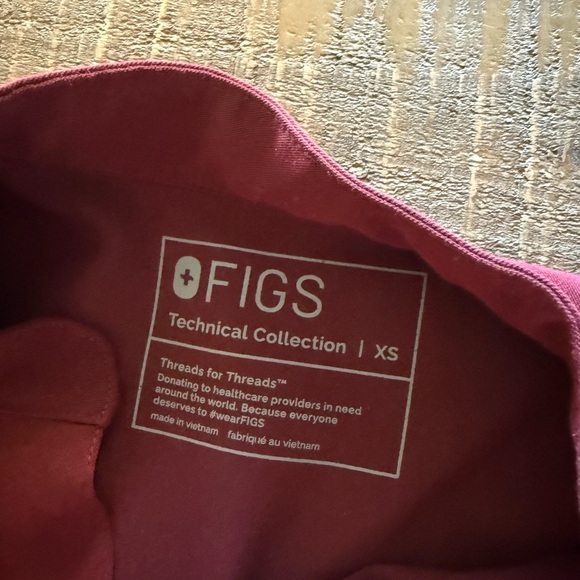 FIGS
Technical Collection | XS
Threads for Threads™
Donating to healthcare providers in need
around the world. Because everyone
deserves to #wearFIGS
made in vietnam fabriqué au vietnam